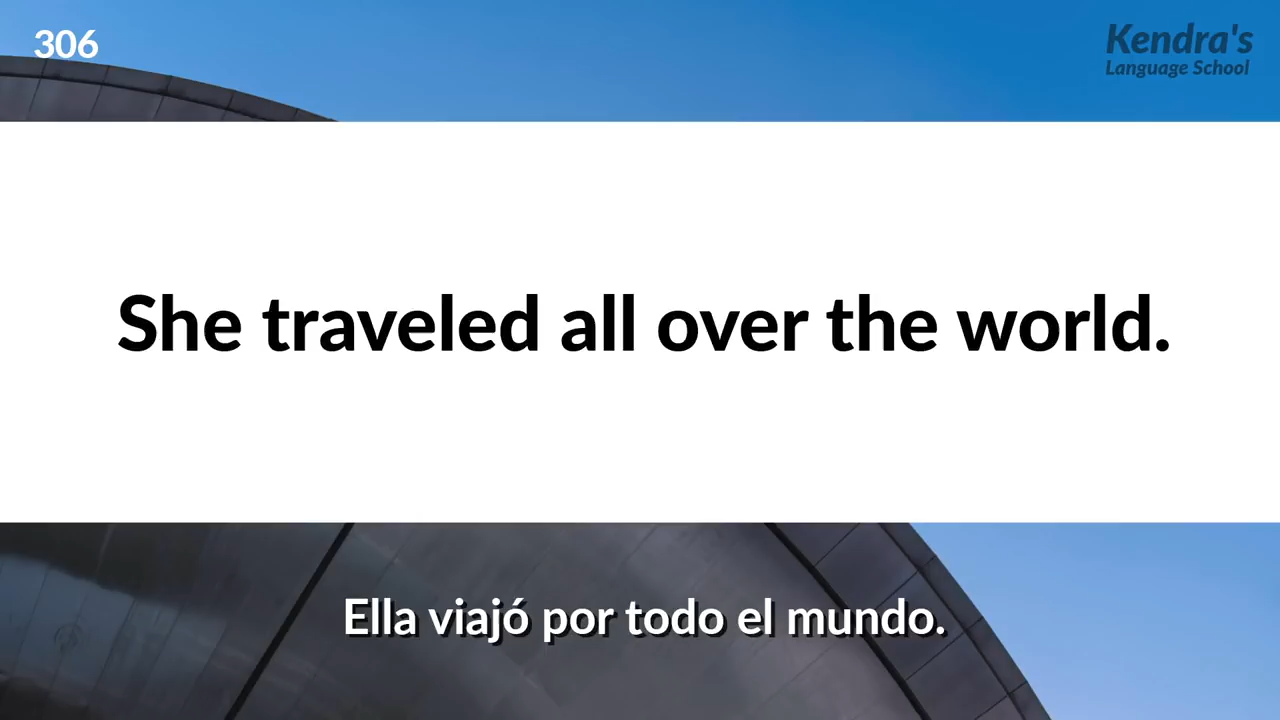 306
Kendra's
Language School
She traveled all over the world.
Ella viajó por todo el mundo.